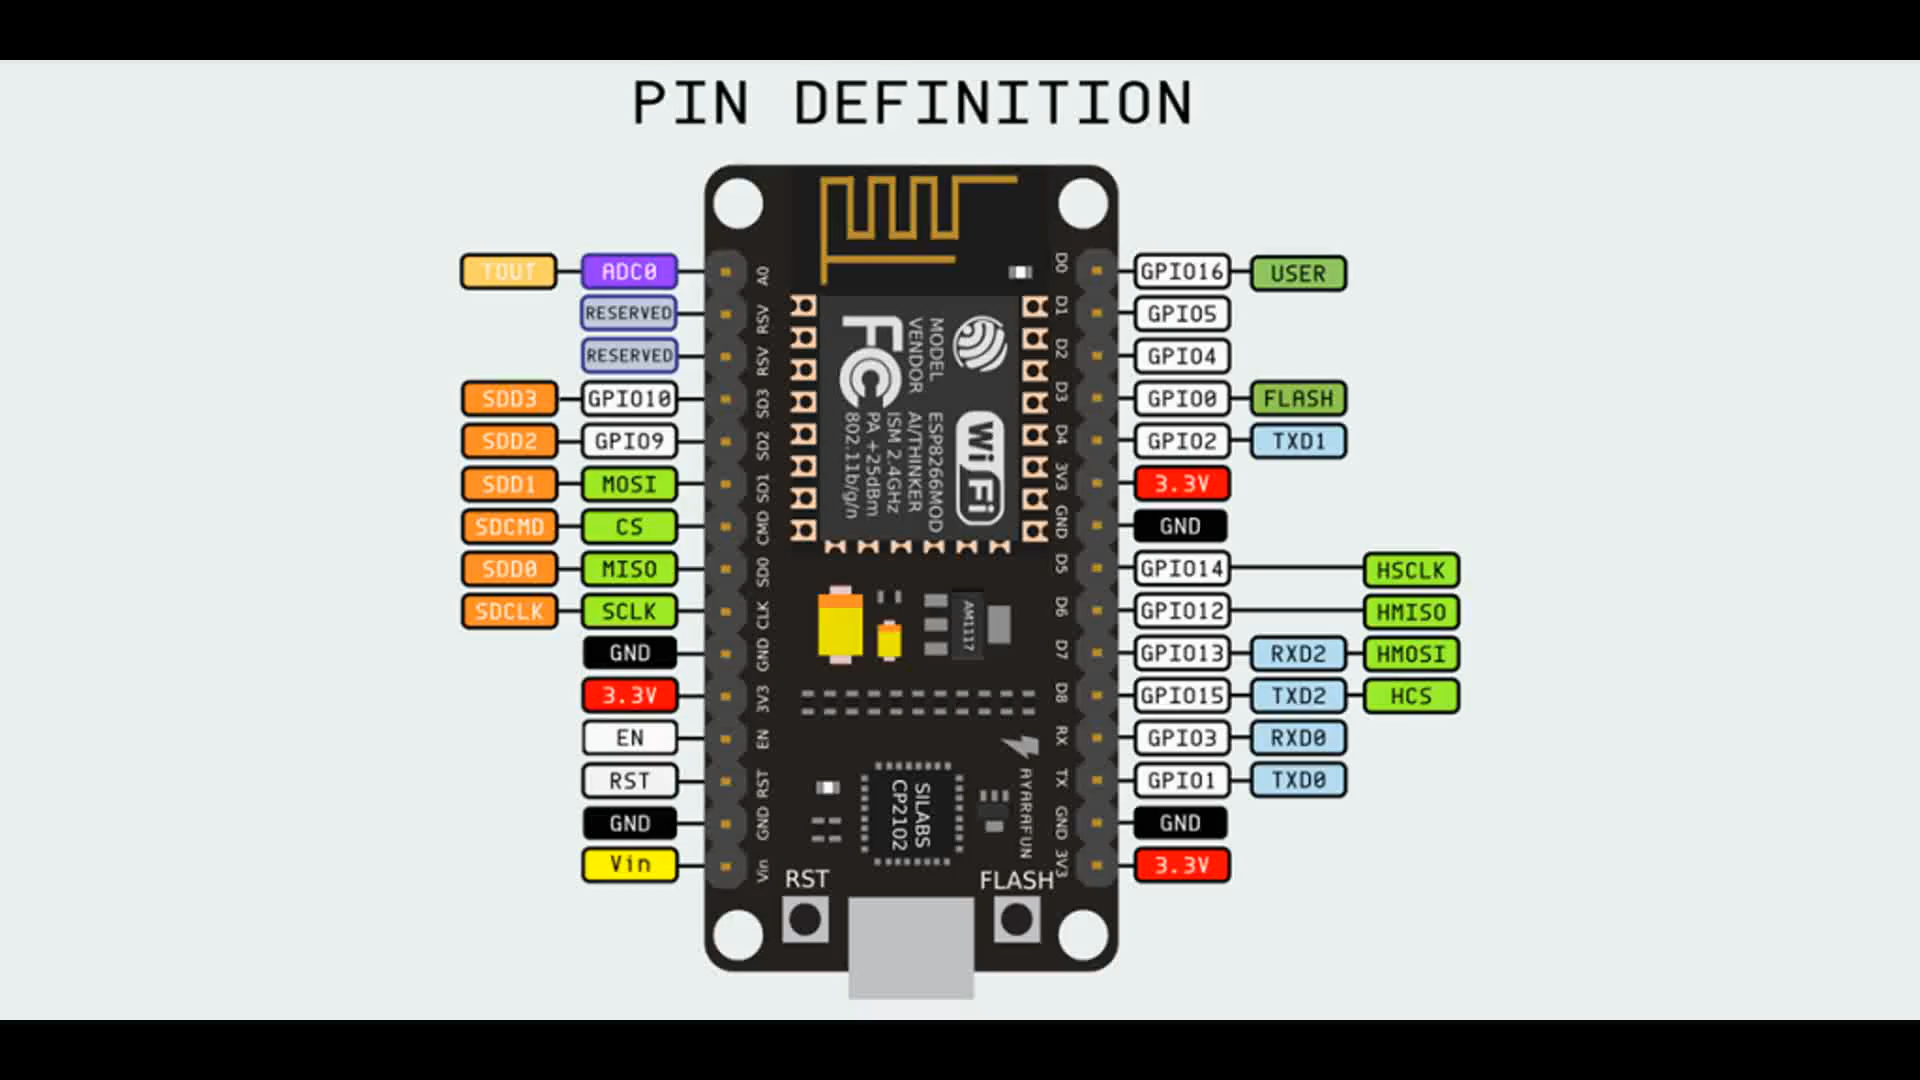 PIN DEFINITION
TOUT ADC0 A0 D0 GPIO16 USER
RESERVED RSV D1 GPIO5
RESERVED RSV D2 GPIO4
SDD3 GPIO10 SD3 D3 GPIO0 FLASH
SDD2 GPIO9 SD2 D4 GPIO2 TXD1
SDD1 MOSI SD1 3V3 3.3V
SDCMD CS CMD GND GND
SDD0 MISO SD0 D5 GPIO14 HSCLK
SDCLK SCLK CLK D6 GPIO12 HMISO
GND GND D7 GPIO13 RXD2 HMOSI
3.3V 3V3 D8 GPIO15 TXD2 HCS
EN EN RX GPIO3 RXD0
RST RST TX GPIO1 TXD0
GND GND GND GND
Vin Vin 3V3 3.3V
FC
WiFi
MODEL ESP8266MOD
VENDOR AI/THINKER
ISM 2.4GHz
PA +25dBm
802.11b/g/n
AM1117
SILABS
CP2102
AYARAFUN
RST FLASH